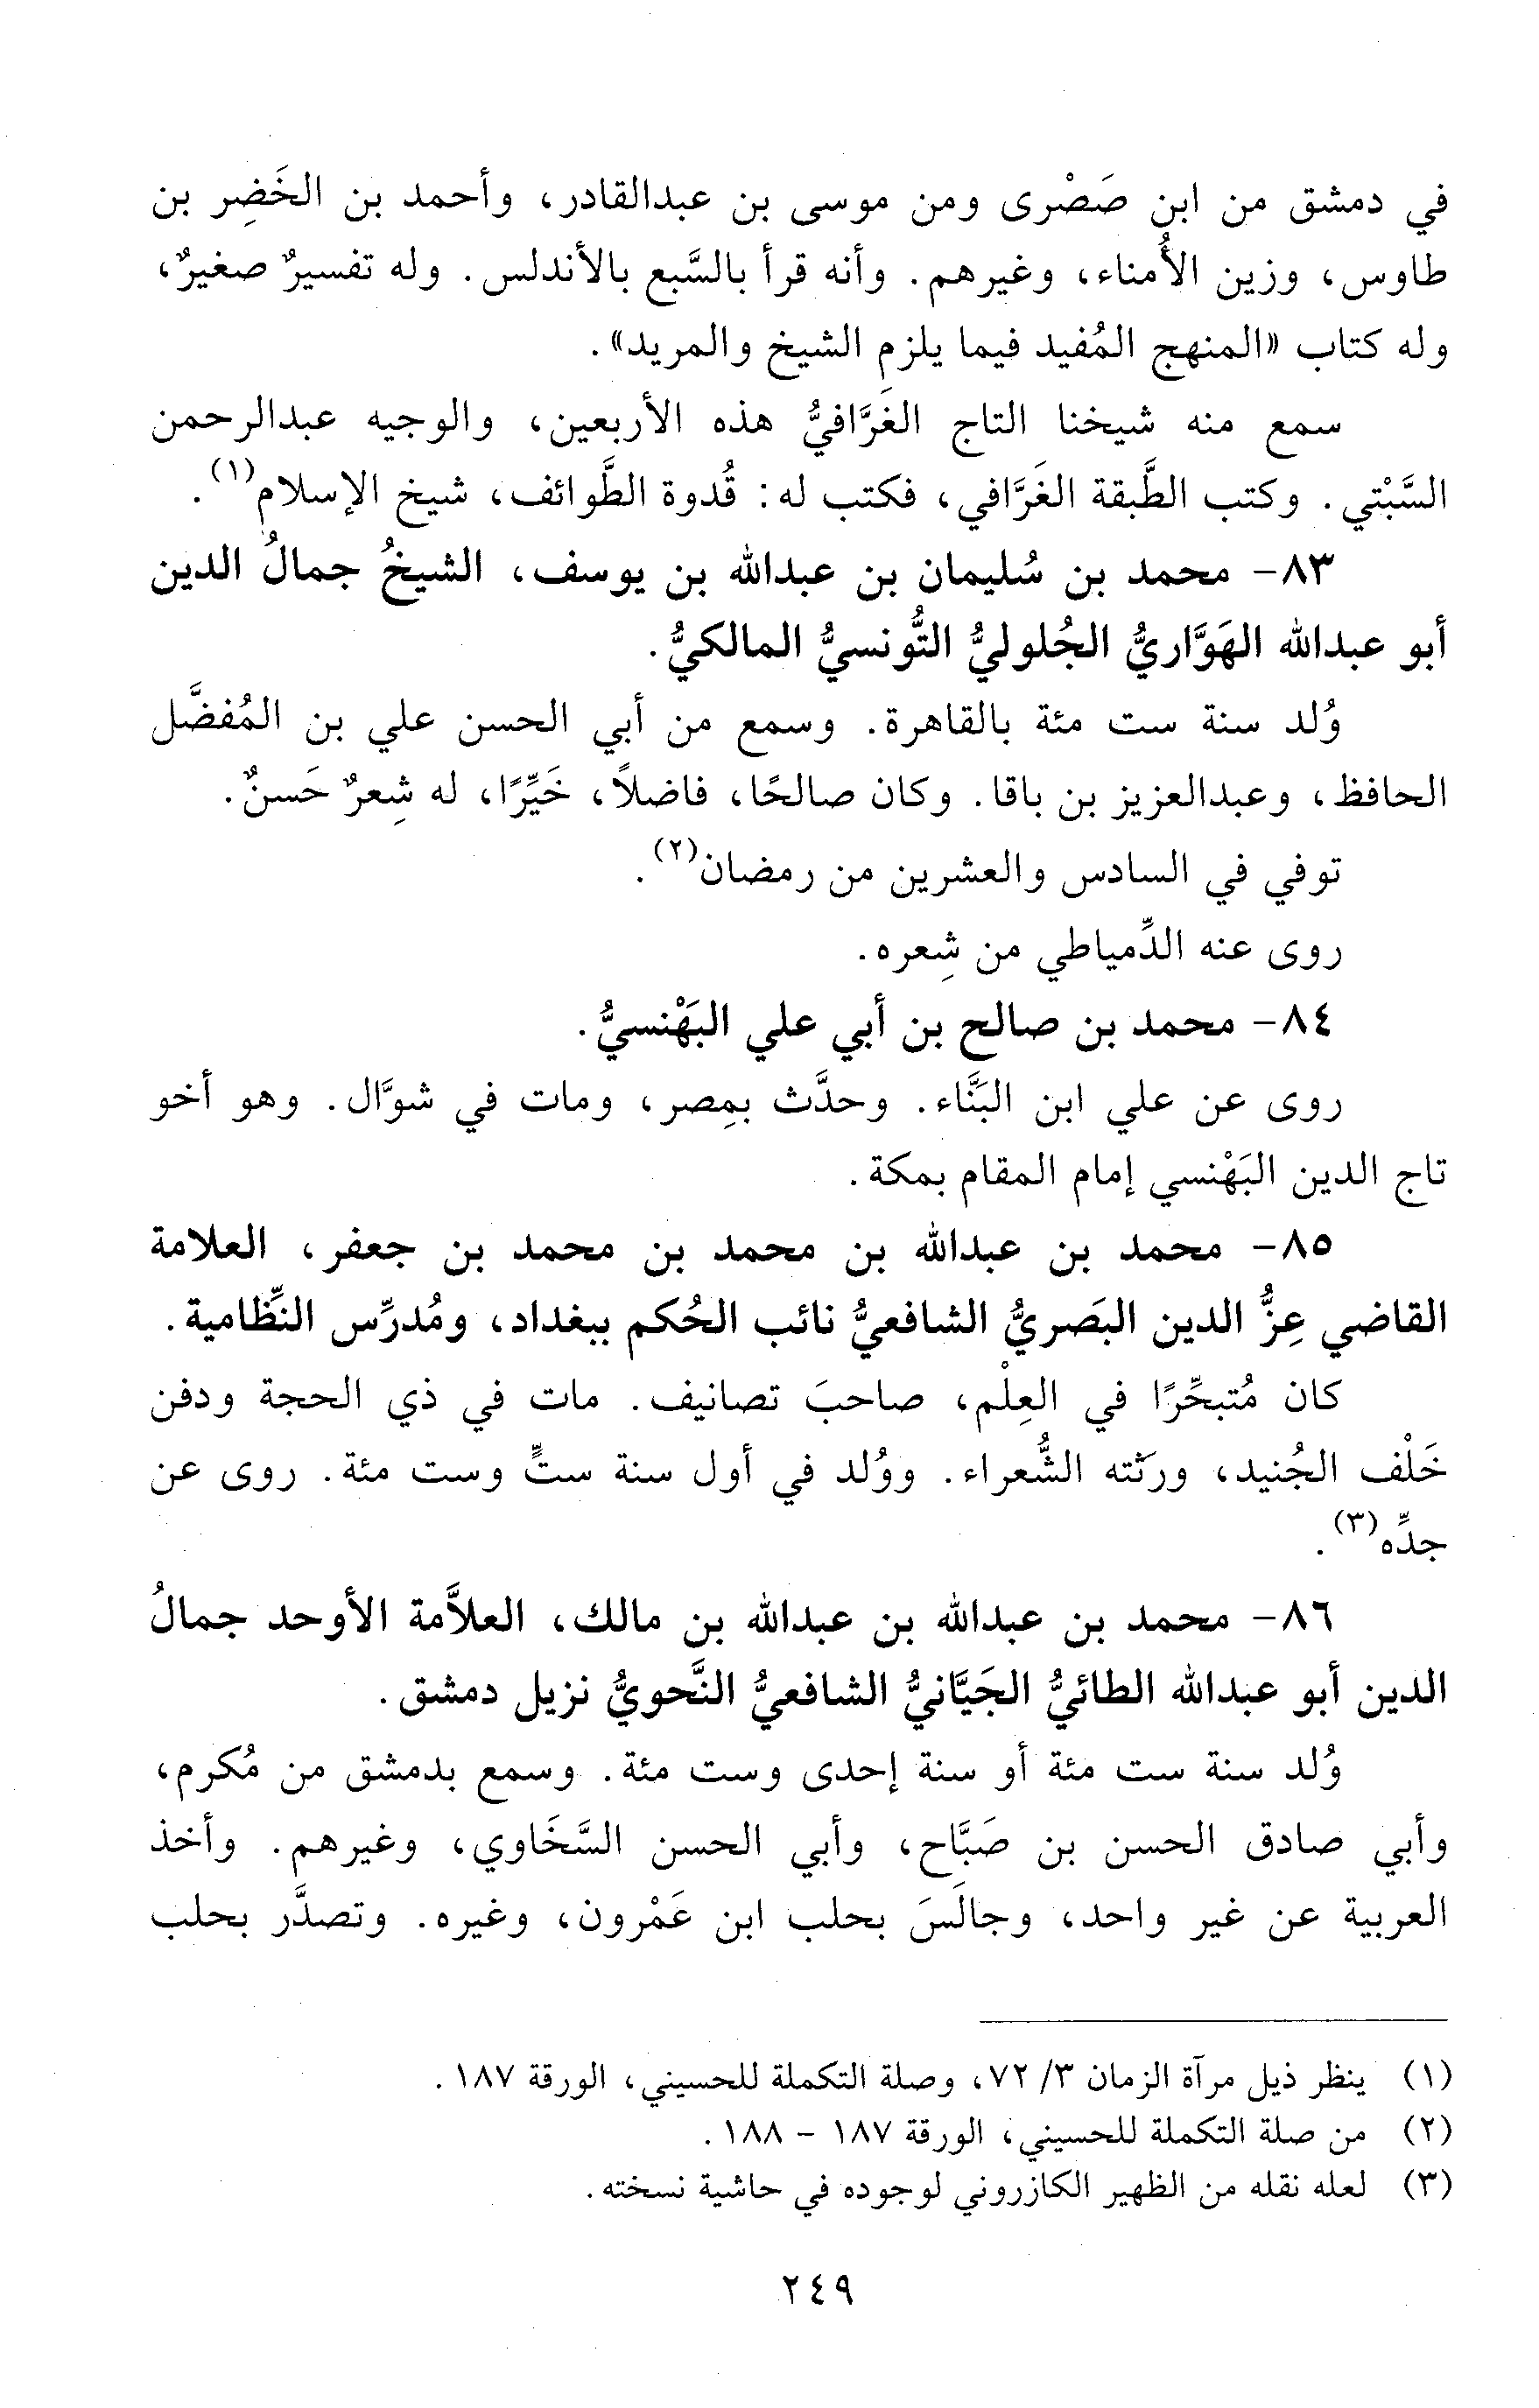 في دمشق من ابن صَصْرى ومن موسى بن عبدالقادر، وأحمد بن الخَضِر بن
طاوس، وزين الأُمناء، وغيرهم. وأنه قرأ بالسَّبع بالأندلس. وله تفسيرٌ صغيرٌ،
وله كتاب «المنهج المُفيد فيما يلزم الشيخ والمريد».
سمع منه شيخنا التاج الغَرَّافيُّ هذه الأربعين، والوجيه عبدالرحمن
السَّبْتي. وكتب الطَّبقة الغَرَّافي، فكتب له: قُدوة الطَّوائف، شيخ الإسلام(١).
٨٣- محمد بن سُليمان بن عبدالله بن يوسف، الشيخُ جمالُ الدين
أبو عبدالله الهَوَّاريُّ الجُلوليُّ التُّونسيُّ المالكيُّ.
وُلد سنة ست مئة بالقاهرة. وسمع من أبي الحسن علي بن المُفضَّل
الحافظ، وعبدالعزيز بن باقا. وكان صالحًا، فاضلاً، خَيِّرًا، له شِعرٌ حَسنٌ.
توفي في السادس والعشرين من رمضان(٢).
روى عنه الدِّمياطي من شِعره.
٨٤- محمد بن صالح بن أبي علي البَهْنسيُّ.
روى عن علي ابن البَنَّاء. وحدَّث بمِصر، ومات في شوَّال. وهو أخو
تاج الدين البَهْنسي إمام المقام بمكة.
٨٥- محمد بن عبدالله بن محمد بن محمد بن جعفر، العلامة
القاضي عِزُّ الدين البَصريُّ الشافعيُّ نائب الحُكم ببغداد، ومُدرِّس النِّظامية.
كان مُتبحِّرًا في العِلْم، صاحبَ تصانيف. مات في ذي الحجة ودفن
خَلْف الجُنيد، ورثته الشُّعراء. ووُلد في أول سنة ستٍّ وست مئة. روى عن
جدِّه(٣).
٨٦- محمد بن عبدالله بن عبدالله بن مالك، العلاَّمة الأوحد جمالُ
الدين أبو عبدالله الطائيُّ الجَيَّانيُّ الشافعيُّ النَّحويُّ نزيل دمشق.
وُلد سنة ست مئة أو سنة إحدى وست مئة. وسمع بدمشق من مُكرم،
وأبي صادق الحسن بن صَبَّاح، وأبي الحسن السَّخَاوي، وغيرهم. وأخذ
العربية عن غير واحد، وجالَسَ بحلب ابن عَمْرون، وغيره. وتصدَّر بحلب
(١) ينظر ذيل مرآة الزمان ٣/ ٧٢، وصلة التكملة للحسيني، الورقة ١٨٧.
(٢) من صلة التكملة للحسيني، الورقة ١٨٧ - ١٨٨.
(٣) لعله نقله من الظهير الكازروني لوجوده في حاشية نسخته.
٢٤٩